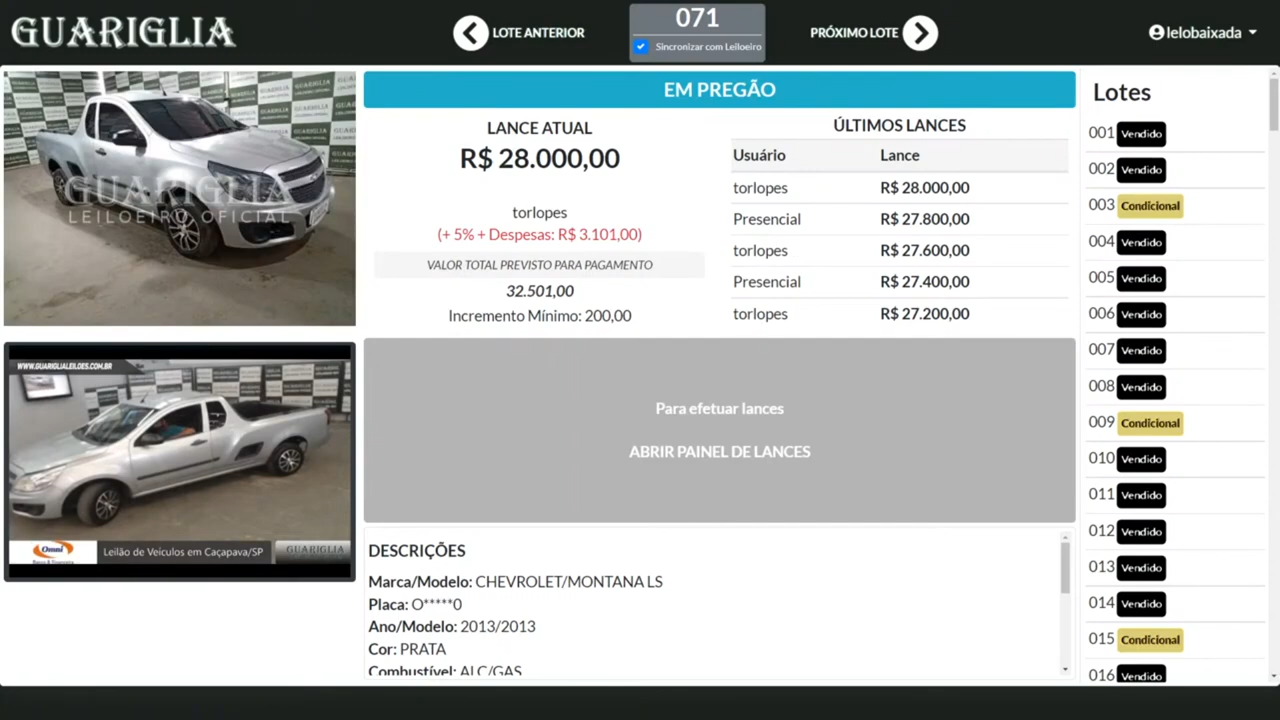 GUARIGLIA
LOTE ANTERIOR
071
Sincronizar com Leiloeiro
PRÓXIMO LOTE
lelobaixada
GUARIGLIA
LEILOEIRO OFICIAL
WWW.GUARIGLIALEILOES.COM.BR
Omni
Banco & Financeira
Leilão de Veículos em Caçapava/SP
GUARIGLIA
EM PREGÃO
LANCE ATUAL
R$ 28.000,00
torlopes
(+ 5% + Despesas: R$ 3.101,00)
VALOR TOTAL PREVISTO PARA PAGAMENTO
32.501,00
Incremento Mínimo: 200,00
ÚLTIMOS LANCES
Usuário Lance
torlopes R$ 28.000,00
Presencial R$ 27.800,00
torlopes R$ 27.600,00
Presencial R$ 27.400,00
torlopes R$ 27.200,00
Para efetuar lances
ABRIR PAINEL DE LANCES
DESCRIÇÕES
Marca/Modelo: CHEVROLET/MONTANA LS
Placa: O*****0
Ano/Modelo: 2013/2013
Cor: PRATA
Combustível: ALC/GAS
Lotes
001 Vendido
002 Vendido
003 Condicional
004 Vendido
005 Vendido
006 Vendido
007 Vendido
008 Vendido
009 Condicional
010 Vendido
011 Vendido
012 Vendido
013 Vendido
014 Vendido
015 Condicional
016 Vendido